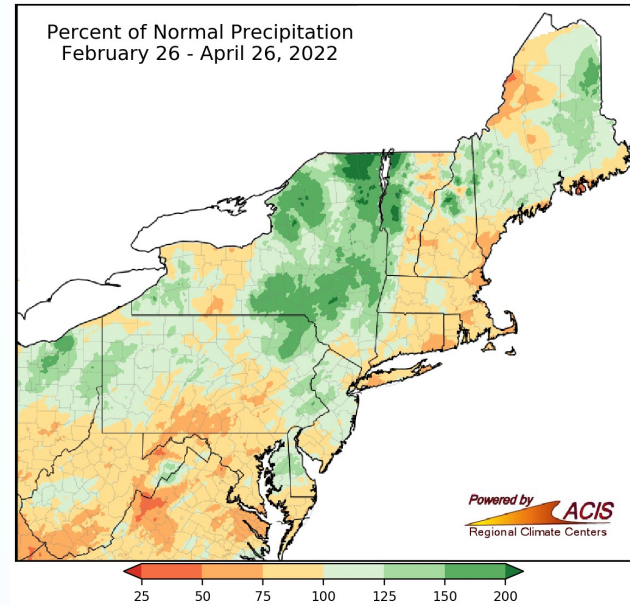 Percent of Normal Precipitation
February 26 - April 26, 2022
Powered by
ACIS
Regional Climate Centers
25 50 75 100 125 150 200